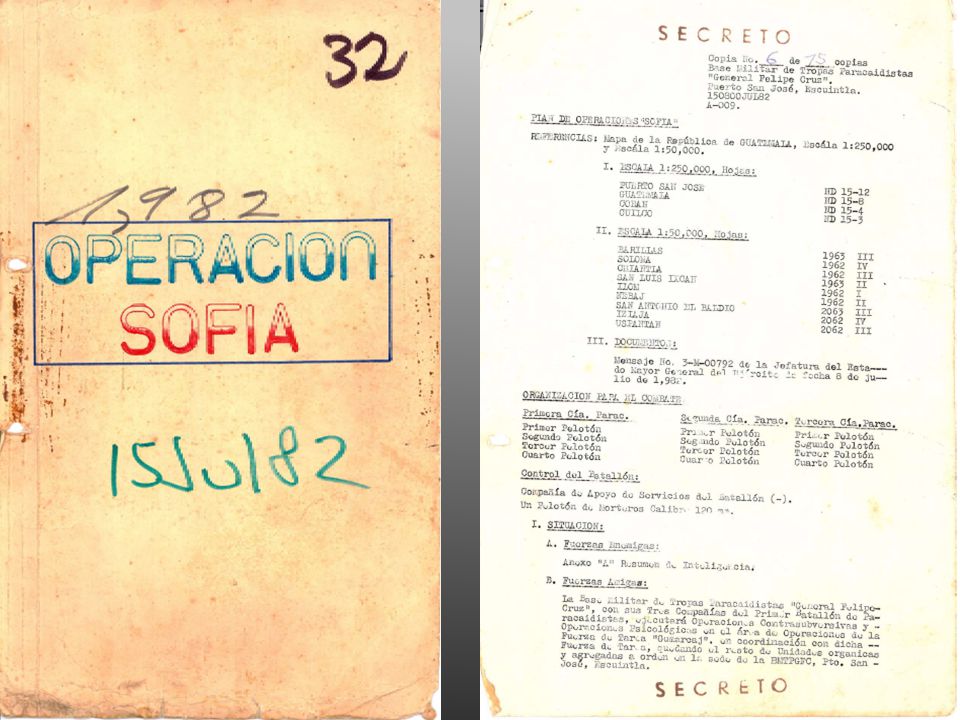 32
1,982
OPERACION
SOFIA
15/Jul/82
SECRETO
Copia No. 6 de 15 copias
Base Militar de Tropas Paracaidistas
"General Felipe Cruz".
Puerto San José, Escuintla.
150800JUL82
A-009.
PLAN DE OPERACIONES "SOFIA"
REFERENCIAS: Mapa de la República de GUATEMALA, Escála 1:250,000
y Escála 1:50,000.
I. ESCALA 1:250,000, Hojas:
PUERTO SAN JOSE ND 15-12
GUATEMALA ND 15-8
COBAN ND 15-4
CUILCO ND 15-3
II. ESCALA 1:50,000, Hojas:
BARILLAS 1963 III
SOLOMA 1962 IV
CHIANTLA 1962 III
SAN LUIS IXCAN 1963 II
ILOM 1962 I
NEBAJ 1962 II
SAN ANTONIO EL BALDIO 2063 III
IZIAJA 2062 IV
USPANTAN 2062 III
III. DOCUMENTOS:
Mensaje No. 3-M-00792 de la Jefatura del Esta---
do Mayor General del Ejército de fecha 8 de ju--
lio de 1,982.
ORGANIZACION PARA EL COMBATE
Primera Cía. Parac. Segunda Cía. Parac. Tercera Cía.Parac.
Primer Pelotón Primer Pelotón Primer Pelotón
Segundo Pelotón Segundo Pelotón Segundo Pelotón
Tercer Pelotón Tercer Pelotón Tercer Pelotón
Cuarto Pelotón Cuarto Pelotón Cuarto Pelotón
Control del Batallón:
Compañía de Apoyo de Servicios del Batallón (-).
Un Pelotón de Morteros Calibre 120 mm.
I. SITUACION:
A. Fuerzas Enemigas:
Anexo "A" Resumen de Inteligencia.
B. Fuerzas Amigas:
La Base Militar de Tropas Paracaidistas "General Felipe-
Cruz", con sus Tres Compañías del Primer Batallón de Pa-
racaidistas, ejecutará Operaciones Contrasubversivas y -
Operaciones Psicológicas en el área de Operaciones de la
Fuerza de Tarea "Gumarcaj", en coordinación con dicha --
Fuerza de Tarea, quedando el resto de Unidades organicas
y agregadas a orden en la sede de la BMTPGFC, Pto. San -
José, Escuintla.
SECRETO